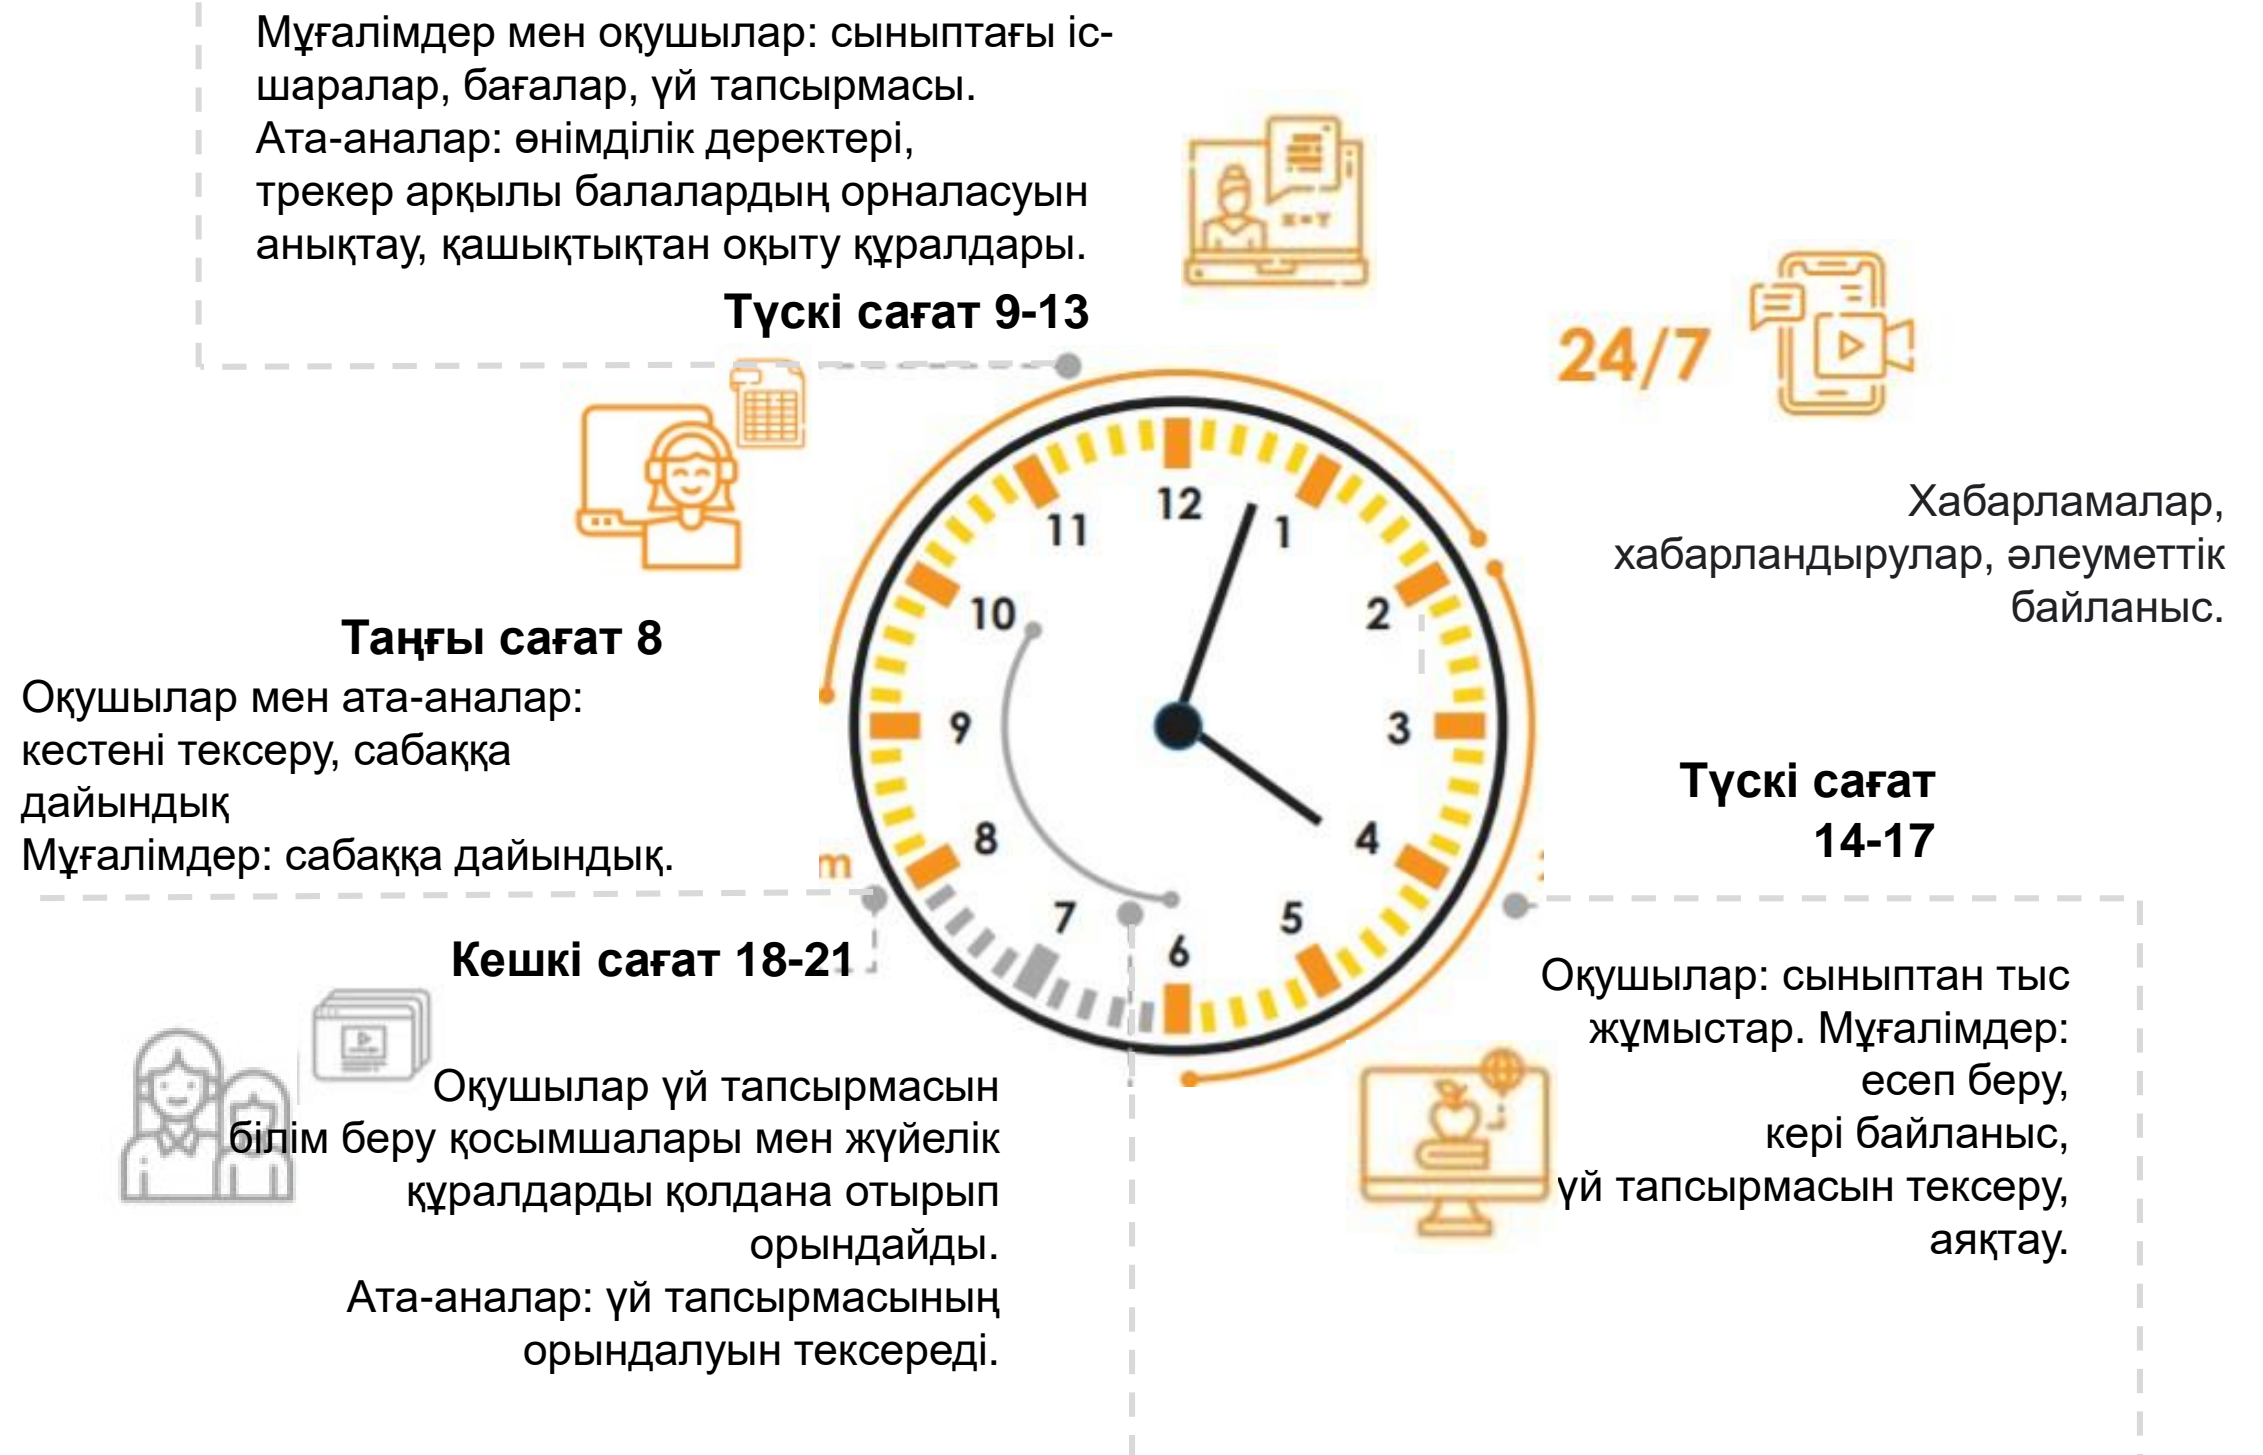 Мұғалімдер мен оқушылар: сыныптағы іс-
шаралар, бағалар, үй тапсырмасы.
Ата-аналар: өнімділік деректері,
трекер арқылы балалардың орналасуын
анықтау, қашықтықтан оқыту құралдары.
Түскі сағат 9-13
24/7
Хабарламалар,
хабарландырулар, әлеуметтік
байланыс.
Таңғы сағат 8
Оқушылар мен ата-аналар:
кестені тексеру, сабаққа
дайындық
Мұғалімдер: сабаққа дайындық.
12
1
2
3
4
5
6
7
8
9
10
11
m
Түскі сағат
14-17
Оқушылар: сыныптан тыс
жұмыстар. Мұғалімдер:
есеп беру,
кері байланыс,
үй тапсырмасын тексеру,
аяқтау.
Кешкі сағат 18-21
Оқушылар үй тапсырмасын
білім беру қосымшалары мен жүйелік
құралдарды қолдана отырып
орындайды.
Ата-аналар: үй тапсырмасының
орындалуын тексереді.